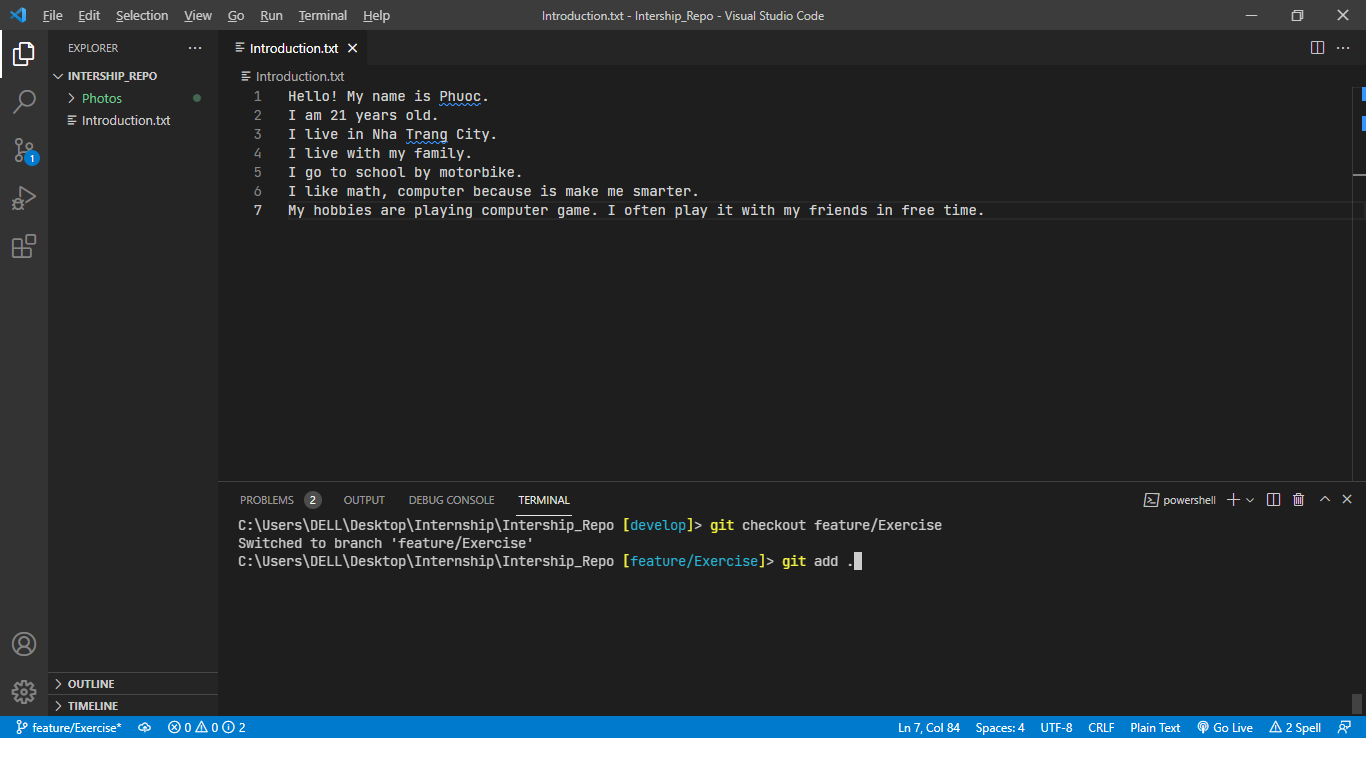 File Edit Selection View Go Run Terminal Help Introduction.txt - Intership_Repo - Visual Studio Code
EXPLORER
INTERSHIP_REPO
Photos
Introduction.txt
1
OUTLINE
TIMELINE
Introduction.txt
Introduction.txt
1 Hello! My name is Phuoc.
2 I am 21 years old.
3 I live in Nha Trang City.
4 I live with my family.
5 I go to school by motorbike.
6 I like math, computer because is make me smarter.
7 My hobbies are playing computer game. I often play it with my friends in free time.
PROBLEMS 2 OUTPUT DEBUG CONSOLE TERMINAL powershell
C:\Users\DELL\Desktop\Internship\Intership_Repo [develop]> git checkout feature/Exercise
Switched to branch 'feature/Exercise'
C:\Users\DELL\Desktop\Internship\Intership_Repo [feature/Exercise]> git add .
feature/Exercise* 0 0 2 Ln 7, Col 84 Spaces: 4 UTF-8 CRLF Plain Text Go Live 2 Spell